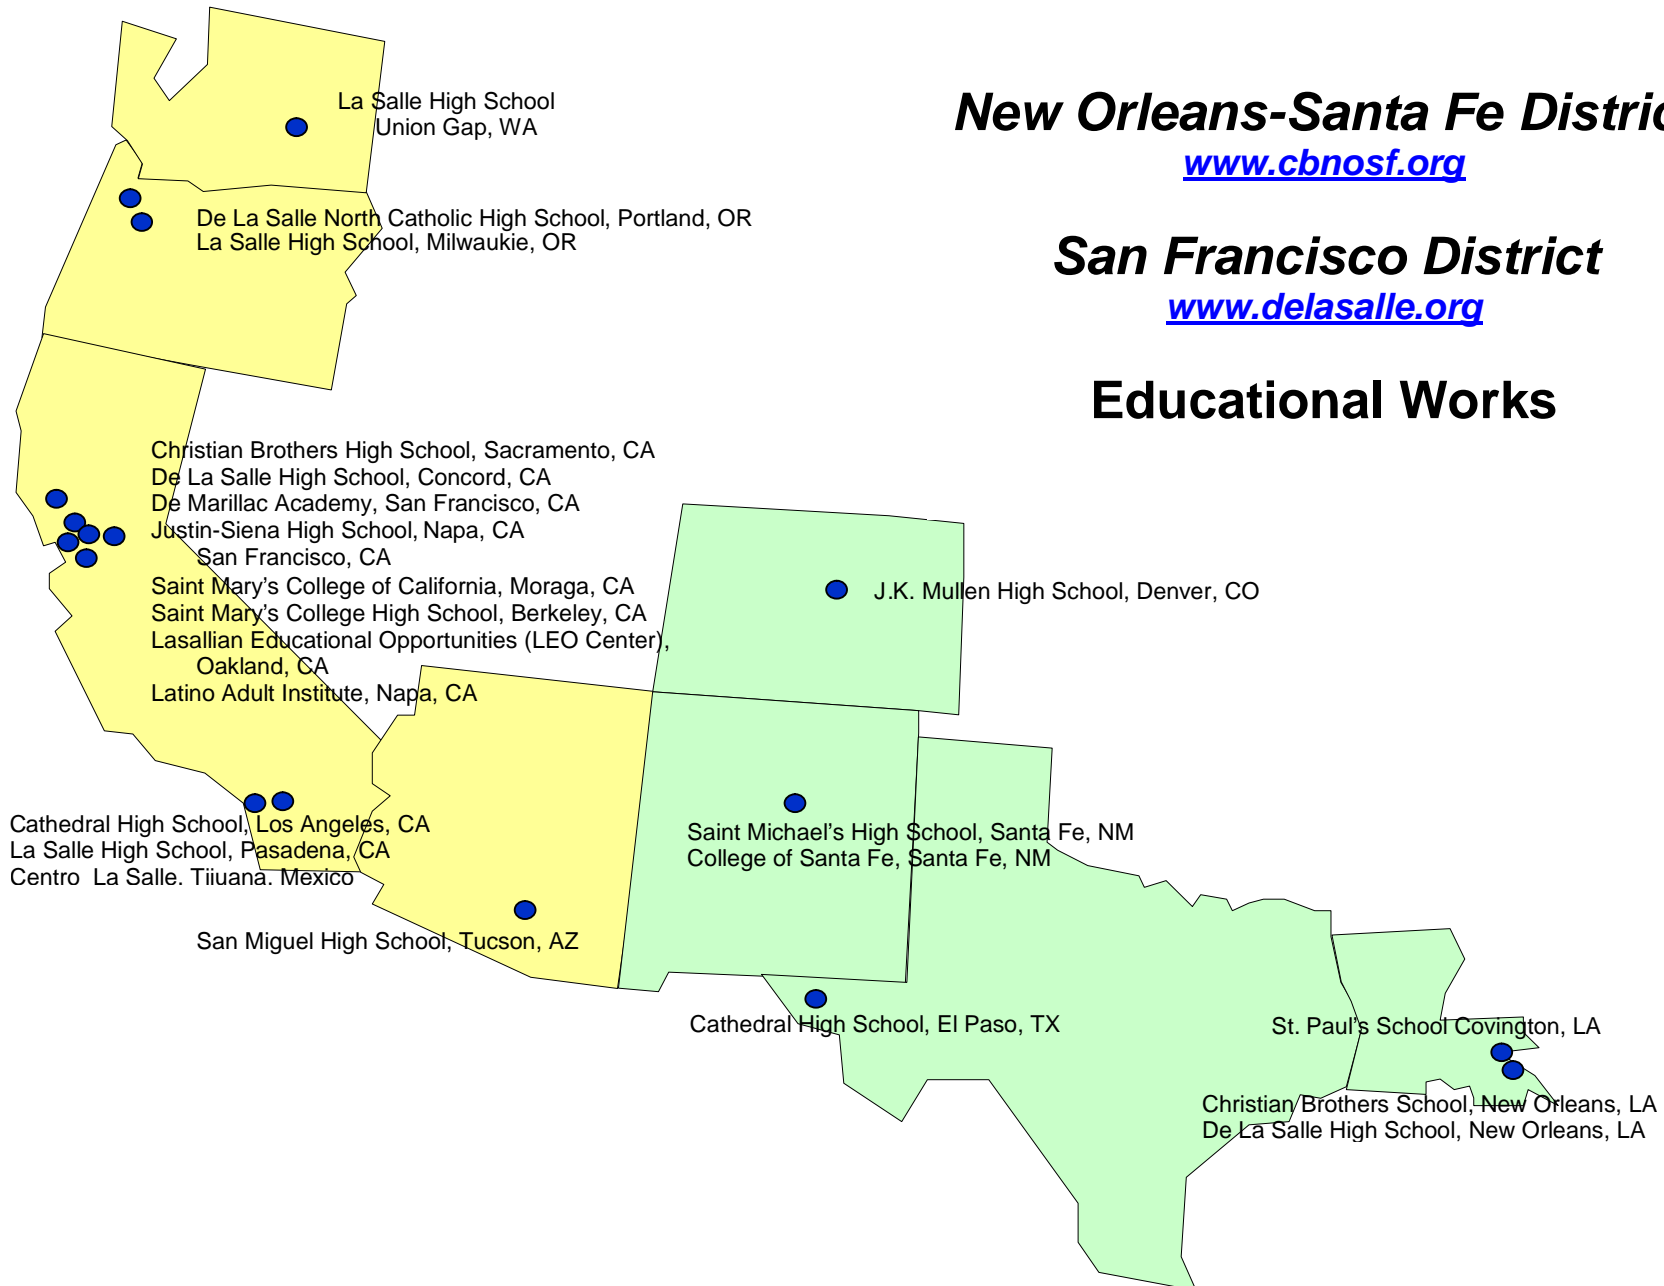 New Orleans-Santa Fe Distric
www.cbnosf.org
San Francisco District
www.delasalle.org
Educational Works
La Salle High School
Union Gap, WA
De La Salle North Catholic High School, Portland, OR
La Salle High School, Milwaukie, OR
Christian Brothers High School, Sacramento, CA
De La Salle High School, Concord, CA
De Marillac Academy, San Francisco, CA
Justin-Siena High School, Napa, CA
San Francisco, CA
Saint Mary's College of California, Moraga, CA
Saint Mary's College High School, Berkeley, CA
Lasallian Educational Opportunities (LEO Center),
Oakland, CA
Latino Adult Institute, Napa, CA
J.K. Mullen High School, Denver, CO
Cathedral High School, Los Angeles, CA
La Salle High School, Pasadena, CA
Centro La Salle. Tijuana. Mexico
Saint Michael's High School, Santa Fe, NM
College of Santa Fe, Santa Fe, NM
San Miguel High School, Tucson, AZ
Cathedral High School, El Paso, TX
St. Paul's School Covington, LA
Christian Brothers School, New Orleans, LA
De La Salle High School, New Orleans, LA